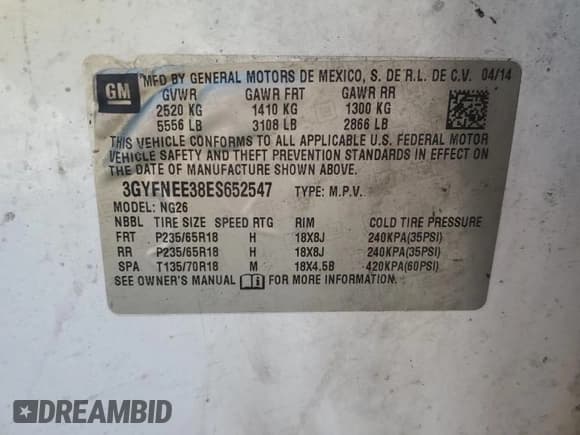 GM
MFD BY GENERAL MOTORS DE MEXICO, S. DE R.L. DE C.V. 04/14
GVWR GAWR FRT GAWR RR
2520 KG 1410 KG 1300 KG
5556 LB 3108 LB 2866 LB
THIS VEHICLE CONFORMS TO ALL APPLICABLE U.S. FEDERAL MOTOR
VEHICLE SAFETY AND THEFT PREVENTION STANDARDS IN EFFECT ON
THE DATE OF MANUFACTURE SHOWN ABOVE.
3GYFNEE38ES652547 TYPE: M.P.V.
MODEL: NG26
NBBL TIRE SIZE SPEED RTG RIM COLD TIRE PRESSURE
FRT P235/65R18 H 18X8J 240KPA(35PSI)
RR P235/65R18 H 18X8J 240KPA(35PSI)
SPA T135/70R18 M 18X4.5B 420KPA(60PSI)
SEE OWNER'S MANUAL FOR MORE INFORMATION.
DREAMBID